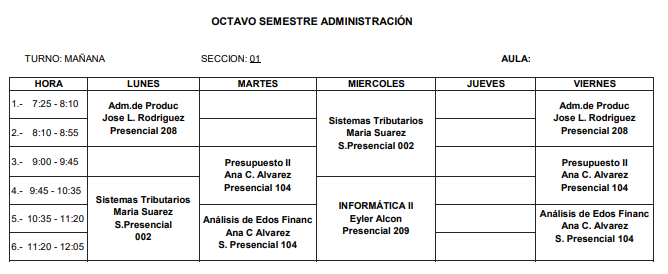 OCTAVO SEMESTRE ADMINISTRACIÓN
TURNO: MAÑANA SECCION: 01 AULA:
HORA LUNES MARTES MIERCOLES JUEVES VIERNES
1.- 7:25 - 8:10
2.- 8:10 - 8:55
3.- 9:00 - 9:45
4.- 9:45 - 10:35
5.- 10:35 - 11:20
6.- 11:20 - 12:05
Adm.de Produc
Jose L. Rodriguez
Presencial 208
Sistemas Tributarios
Maria Suarez
S.Presencial
002
Presupuesto II
Ana C. Alvarez
Presencial 104
Análisis de Edos Financ
Ana C Alvarez
S. Presencial 104
Sistemas Tributarios
Maria Suarez
S.Presencial 002
INFORMÁTICA II
Eyler Alcon
Presencial 209
Adm.de Produc
Jose L. Rodriguez
Presencial 208
Presupuesto II
Ana C. Alvarez
Presencial 104
Análisis de Edos Financ
Ana C. Alvarez
S. Presencial 104